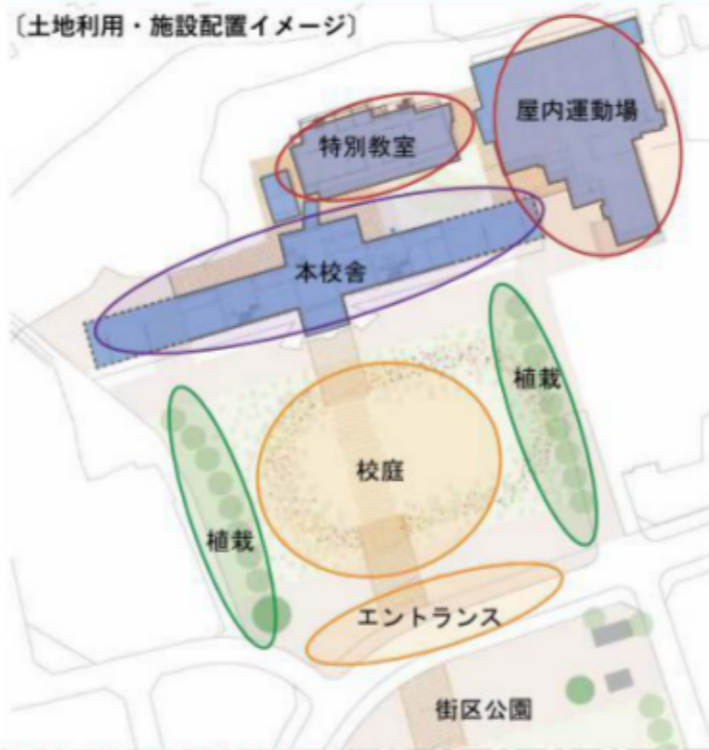 〔土地利用・施設配置イメージ〕
屋内運動場
特別教室
本校舎
植栽
校庭
植栽
エントランス
街区公園